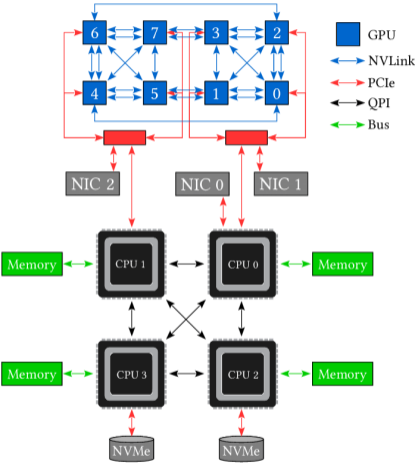 6 7 3 2 GPU
NVLink
4 5 1 0 PCIe
QPI
Bus
NIC 2 NIC 0 NIC 1
Memory CPU 1 CPU 0 Memory
Memory CPU 3 CPU 2 Memory
NVMe NVMe